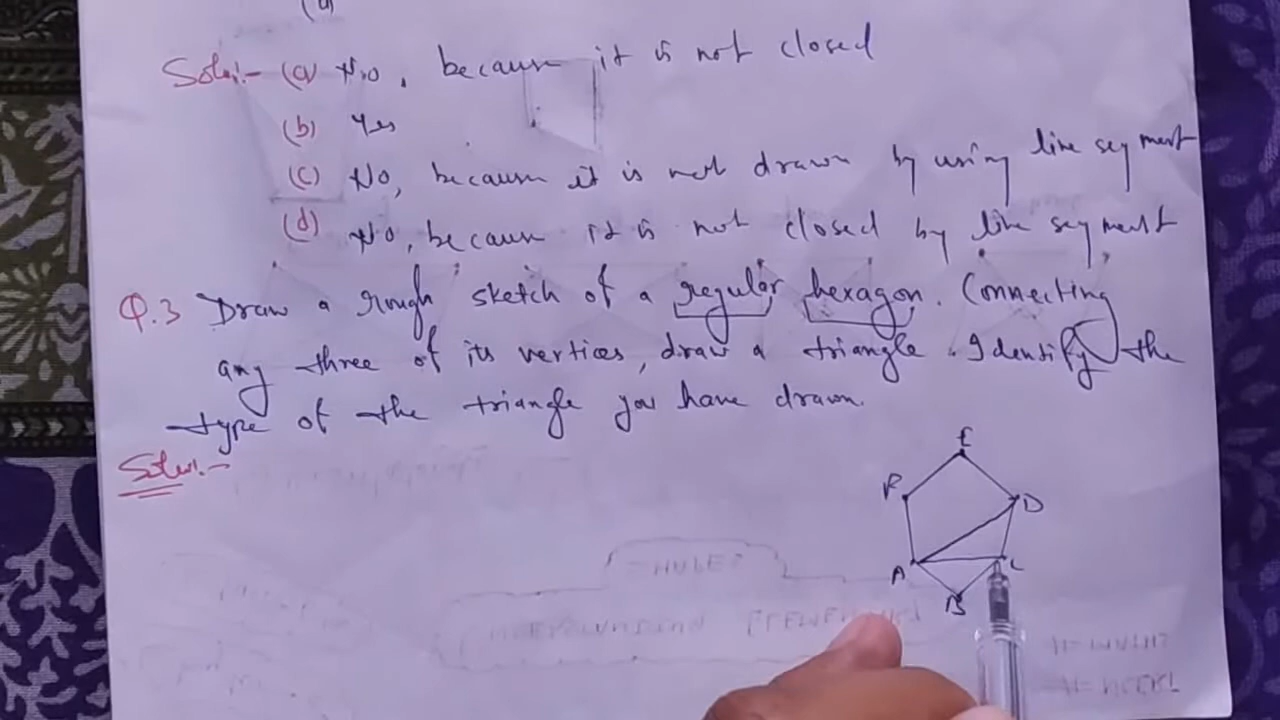 (a)
Soln:- (a) No, because it is not closed
(b) Yes
(c) No, because it is not drawn by using line segment
(d) No, because it is not closed by line segment
Q.3 Draw a rough sketch of a regular hexagon. Connecting
any three of its vertices, draw a triangle. Identify the
type of the triangle you have drawn.
Soln:-
E
F
D
A
C
B